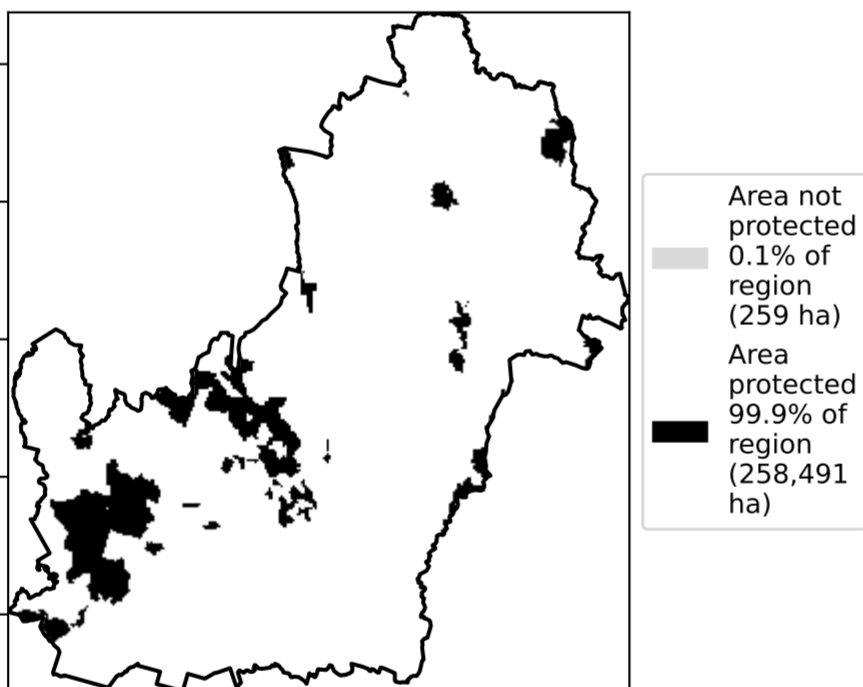 Area not
protected
0.1% of
region
(259 ha)
Area
protected
99.9% of
region
(258,491
ha)